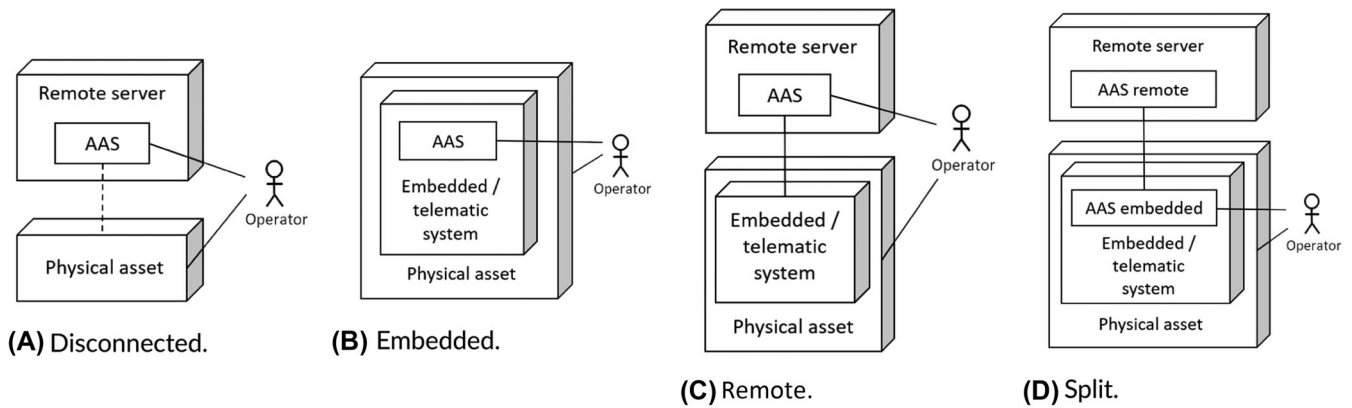 Remote server
AAS
Operator
Physical asset
(A) Disconnected.
AAS
Embedded /
telematic
system
Physical asset
Operator
(B) Embedded.
Remote server
AAS
Operator
Embedded /
telematic
system
Physical asset
(C) Remote.
Remote server
AAS remote
AAS embedded
Embedded /
telematic
system
Physical asset
Operator
(D) Split.